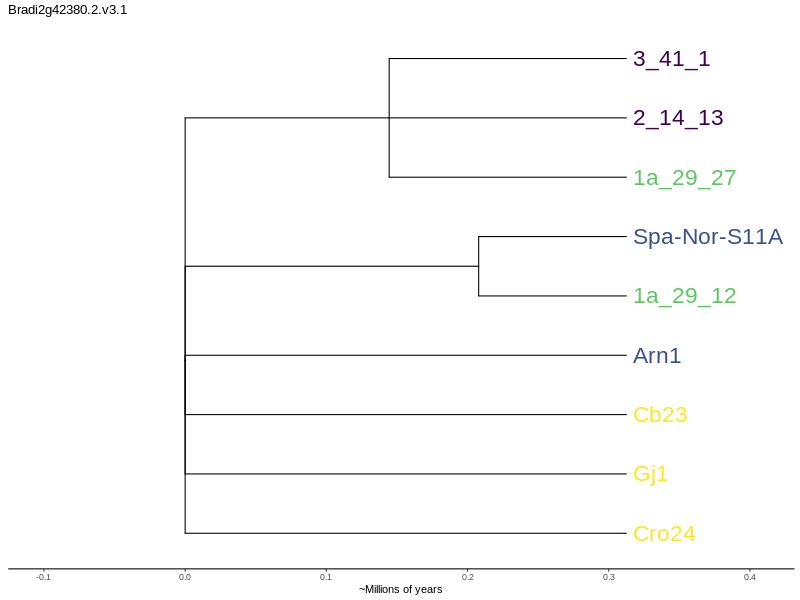 Bradi2g42380.2.v3.1
3_41_1
2_14_13
1a_29_27
Spa-Nor-S11A
1a_29_12
Arn1
Cb23
Gj1
Cro24
-0.1 0.0 0.1 0.2 0.3 0.4
~Millions of years